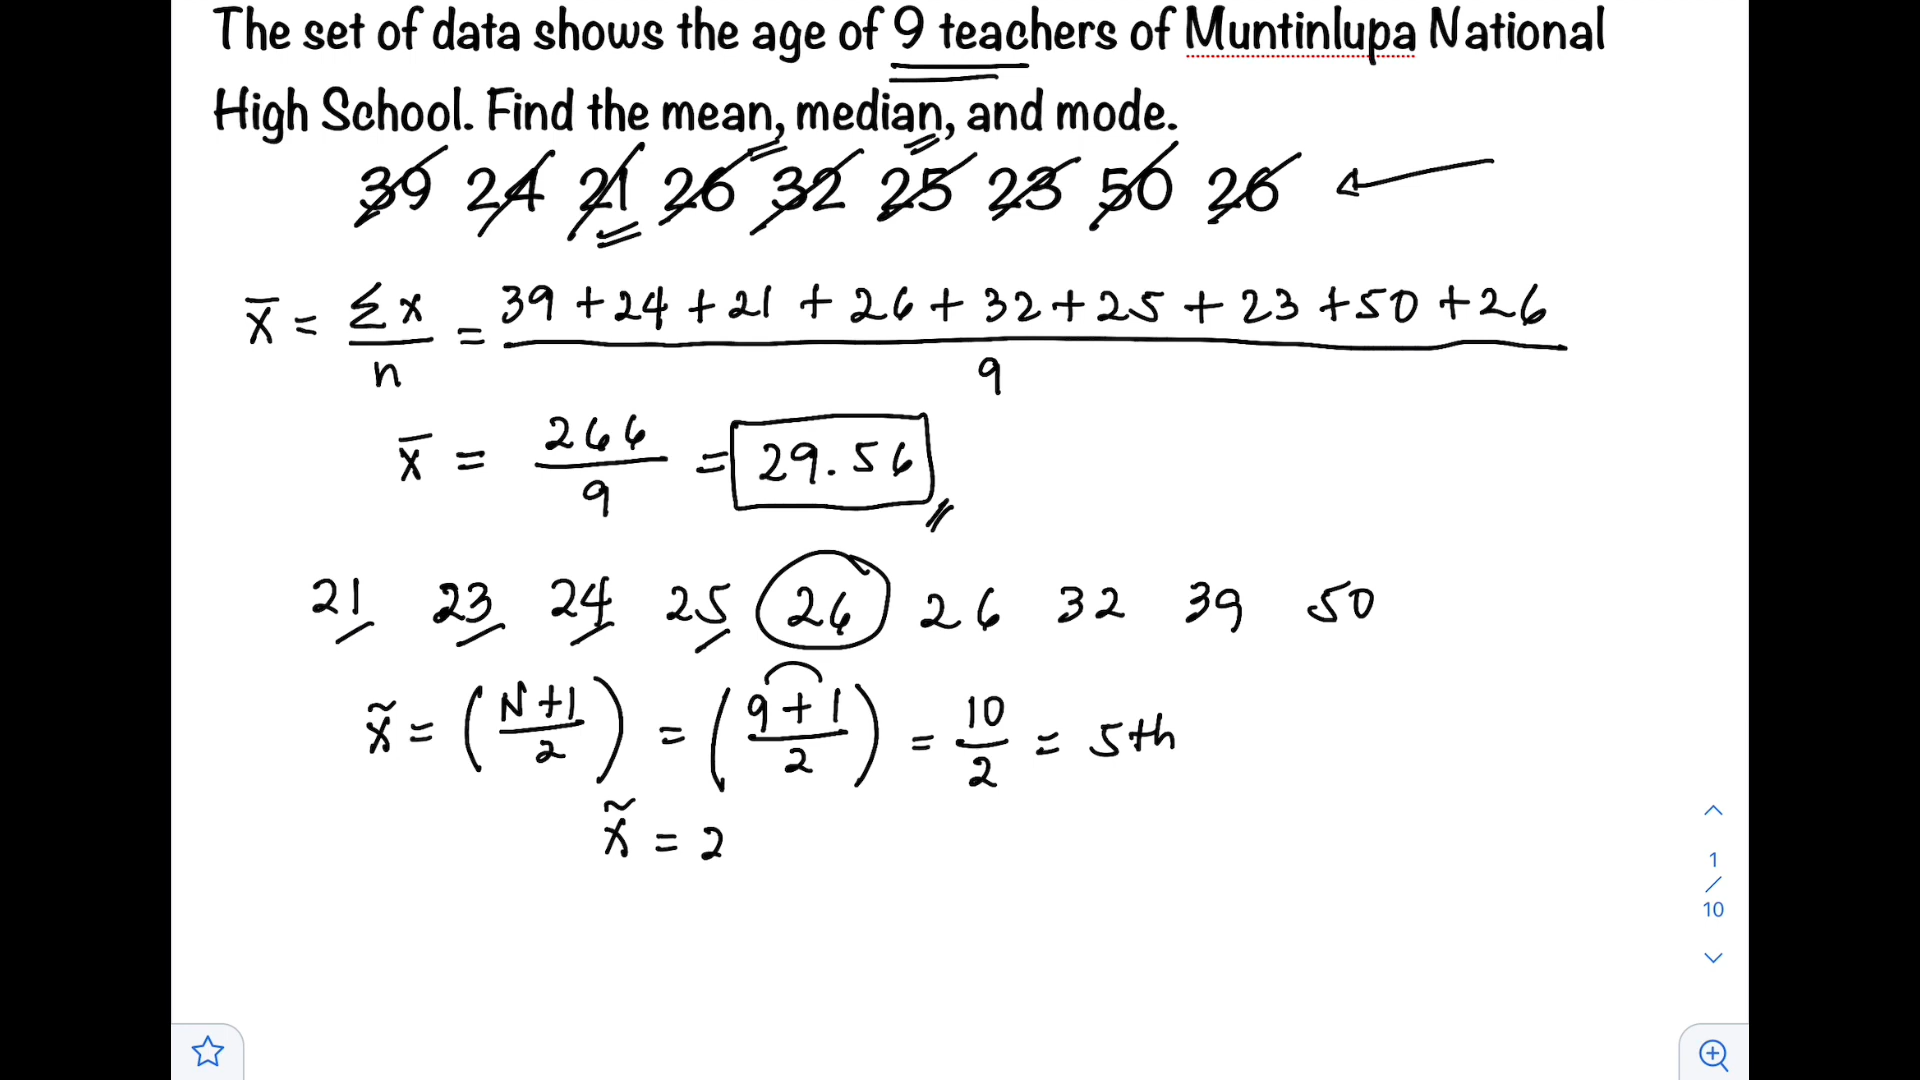 The set of data shows the age of 9 teachers of Muntinlupa National
High School. Find the mean, median, and mode.
39 24 21 26 32 25 23 50 26
x̄ = Σx/n = (39 + 24 + 21 + 26 + 32 + 25 + 23 + 50 + 26)/9
x̄ = 266/9 = 29.56
21 23 24 25 26 26 32 39 50
x̃ = (N+1/2) = (9+1/2) = 10/2 = 5th
x̃ = 2
1
/
10